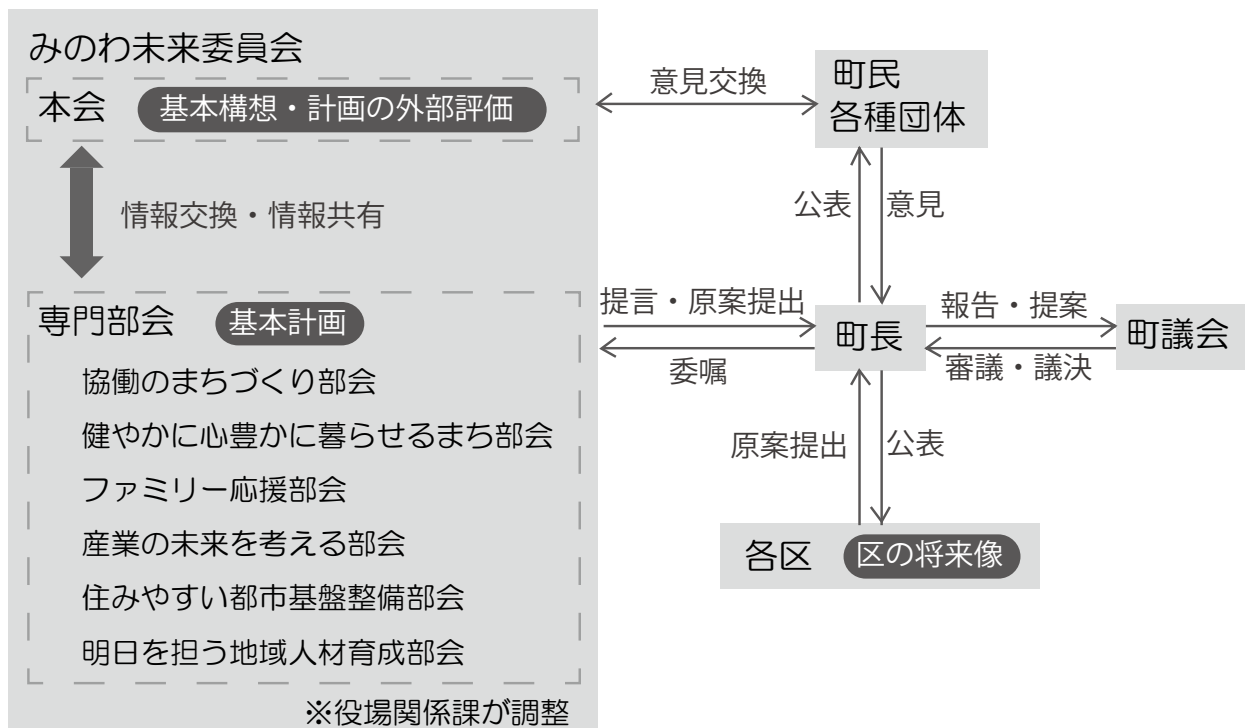 みのわ未来委員会
本会 基本構想・計画の外部評価
情報交換・情報共有
専門部会 基本計画
協働のまちづくり部会
健やかに心豊かに暮らせるまち部会
ファミリー応援部会
産業の未来を考える部会
住みやすい都市基盤整備部会
明日を担う地域人材育成部会
※役場関係課が調整
意見交換
町民
各種団体
公表
意見
提言・原案提出
委嘱
町長
報告・提案
審議・議決
町議会
原案提出
公表
各区 区の将来像